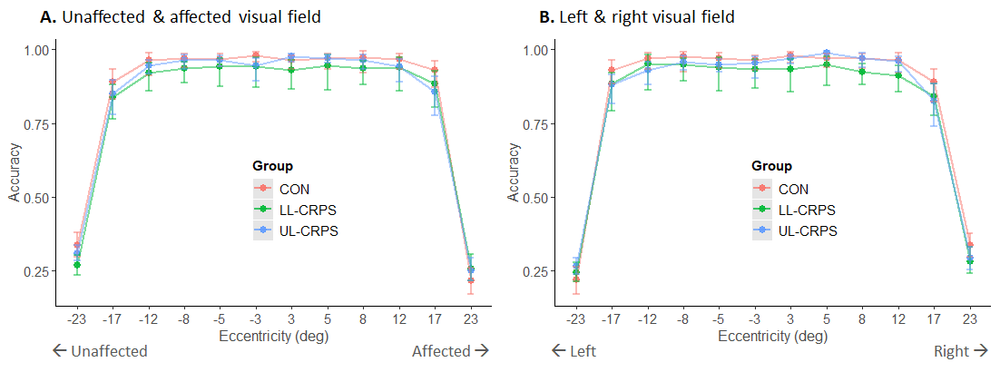 A. Unaffected & affected visual field
1.00
0.75
0.50
0.25
Accuracy
Group
CON
LL-CRPS
UL-CRPS
-23 -17 -12 -8 -5 -3 3 5 8 12 17 23
Eccentricity (deg)
← Unaffected Affected →
B. Left & right visual field
1.00
0.75
0.50
0.25
Accuracy
Group
CON
LL-CRPS
UL-CRPS
-23 -17 -12 -8 -5 -3 3 5 8 12 17 23
Eccentricity (deg)
← Left Right →